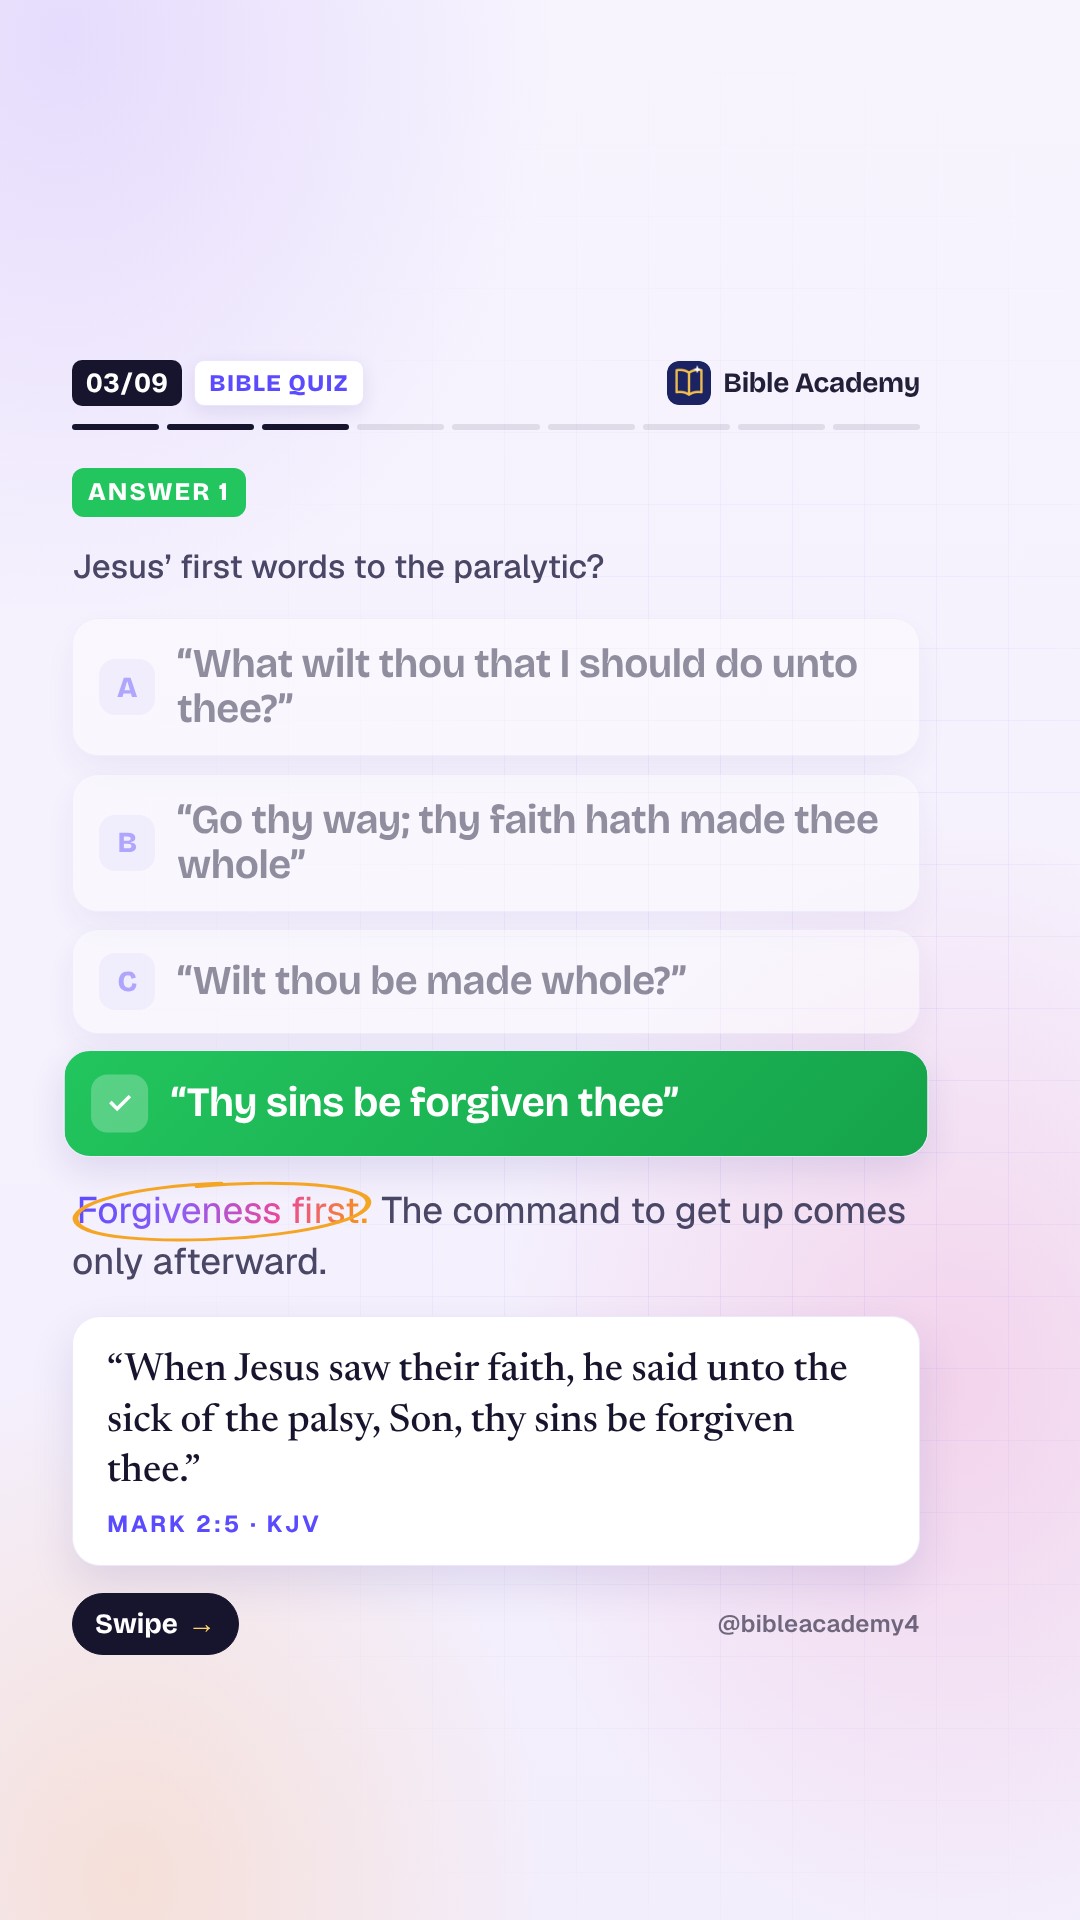 03/09 BIBLE QUIZ Bible Academy
ANSWER 1
Jesus’ first words to the paralytic?
A “What wilt thou that I should do unto
thee?”
B “Go thy way; thy faith hath made thee
whole”
C “Wilt thou be made whole?”
“Thy sins be forgiven thee”
Forgiveness first. The command to get up comes
only afterward.
“When Jesus saw their faith, he said unto the
sick of the palsy, Son, thy sins be forgiven
thee.”
MARK 2:5 · KJV
Swipe → @bibleacademy4